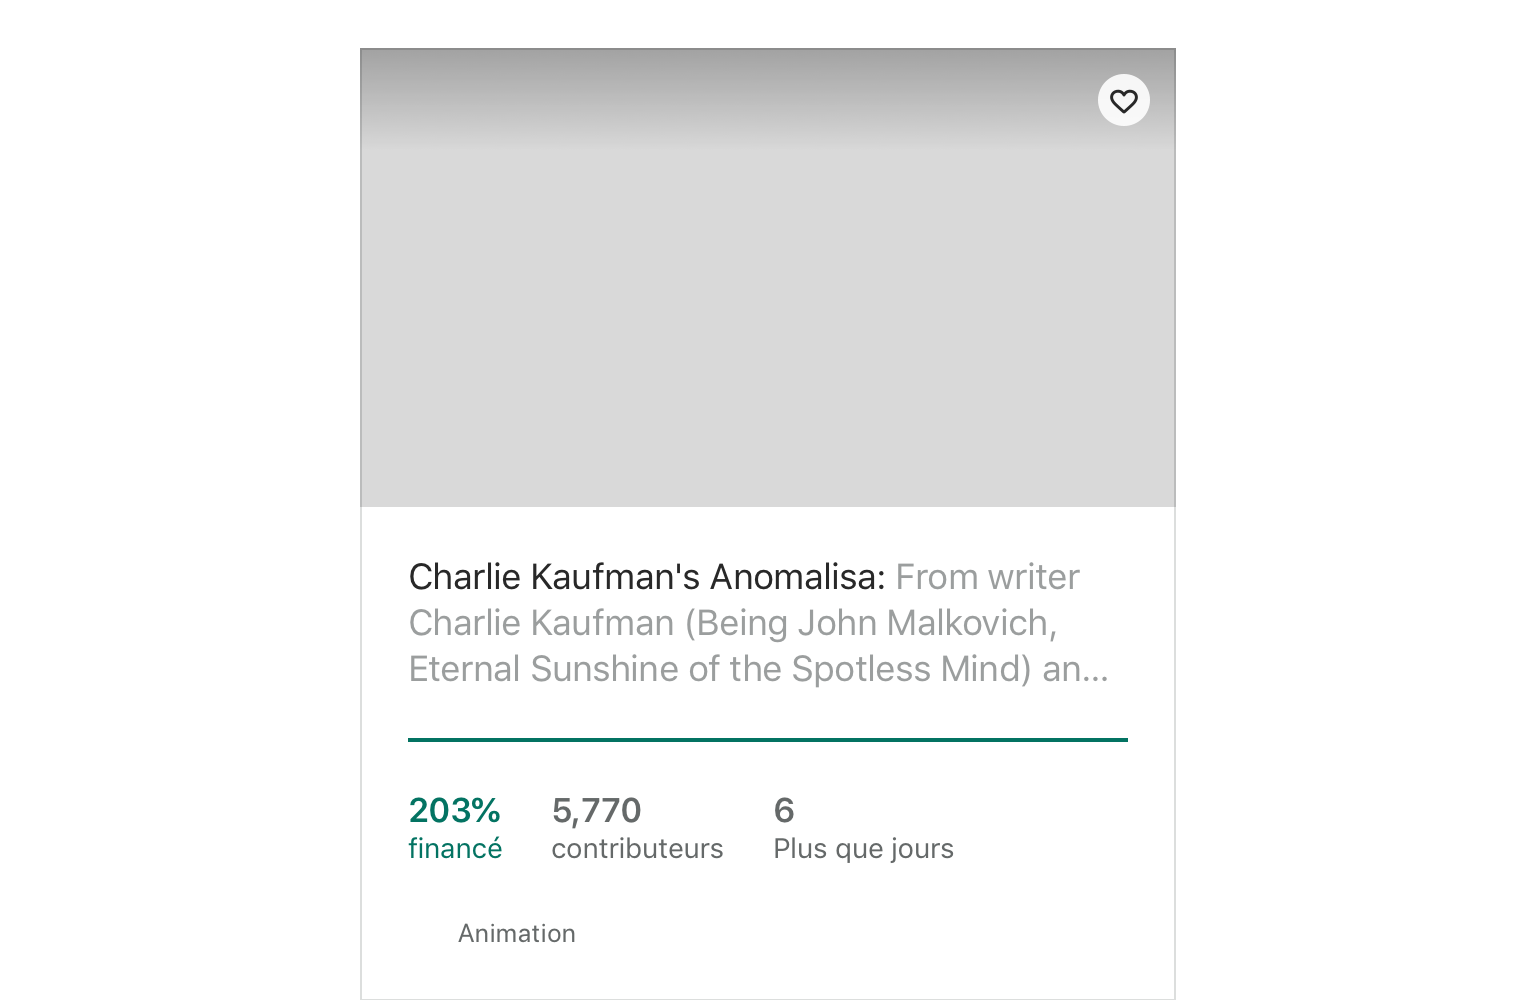 Charlie Kaufman's Anomalisa: From writer
Charlie Kaufman (Being John Malkovich,
Eternal Sunshine of the Spotless Mind) an...
203% 5,770 6
financé contributeurs Plus que jours
Animation